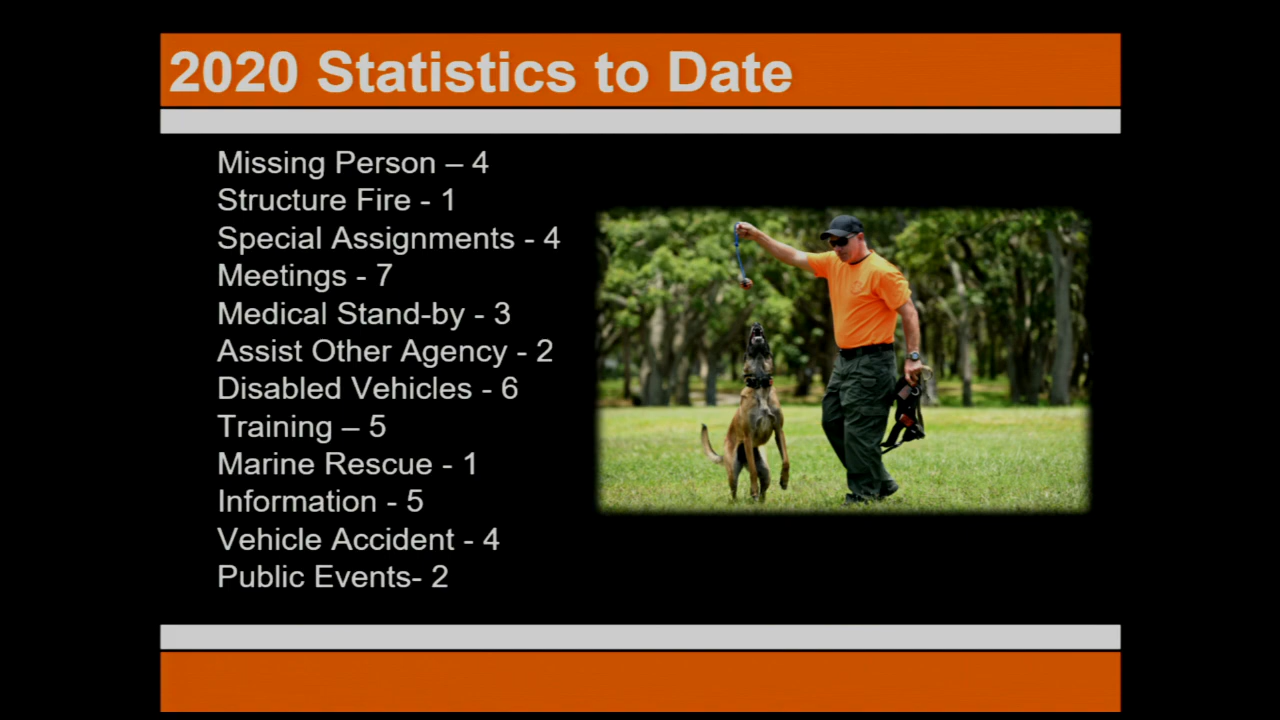 2020 Statistics to Date
Missing Person – 4
Structure Fire - 1
Special Assignments - 4
Meetings - 7
Medical Stand-by - 3
Assist Other Agency - 2
Disabled Vehicles - 6
Training – 5
Marine Rescue - 1
Information - 5
Vehicle Accident - 4
Public Events- 2